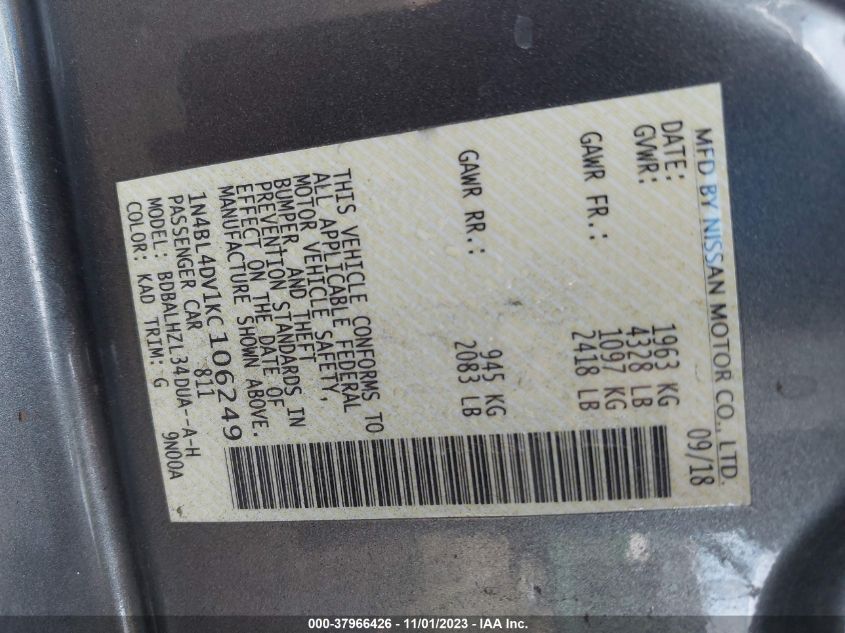 MFD BY NISSAN MOTOR CO., LTD.
DATE: 09/18
GVWR: 1963 KG
4328 LB
GAWR FR.: 1097 KG
2418 LB
GAWR RR.: 945 KG
2083 LB
THIS VEHICLE CONFORMS TO
ALL APPLICABLE FEDERAL
MOTOR VEHICLE SAFETY,
BUMPER, AND THEFT
PREVENTION STANDARDS IN
EFFECT ON THE DATE OF
MANUFACTURE SHOWN ABOVE.
1N4BL4DV1KC106249
PASSENGER CAR 811
MODEL: BDBALHZL34DUA--A-H
COLOR: KAD TRIM: G 9N00A
000-37966426 - 11/01/2023 - IAA Inc.